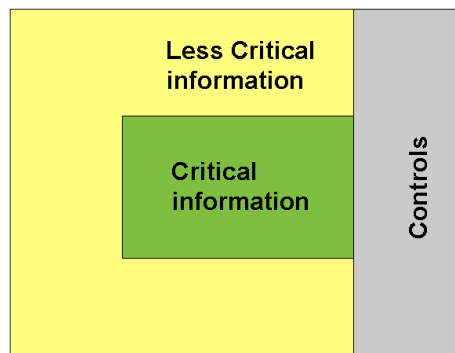 Less Critical
information
Critical
information
Controls